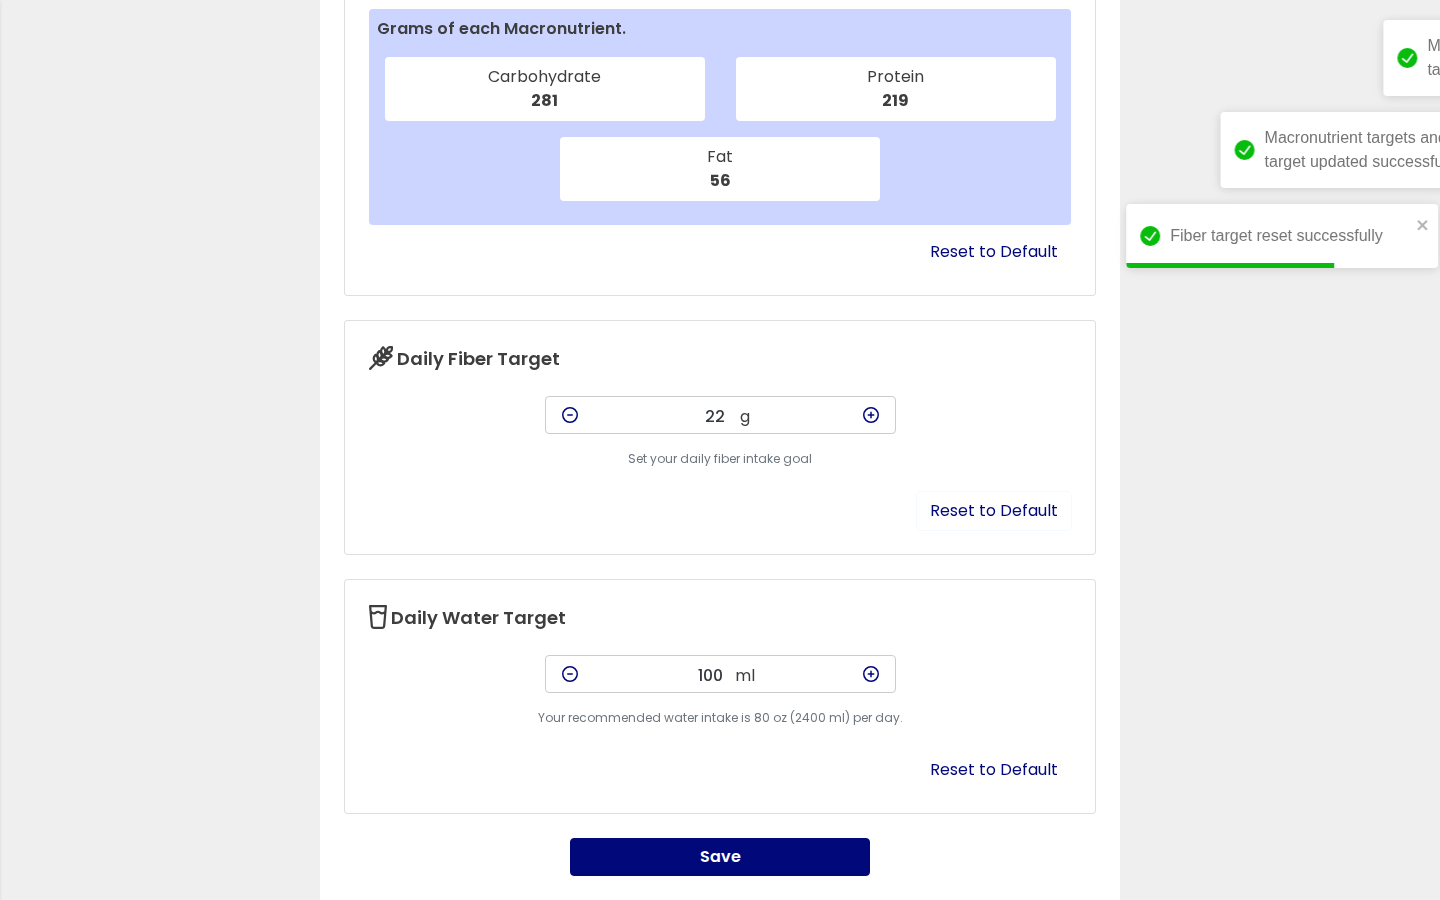 Grams of each Macronutrient.
Carbohydrate
281
Protein
219
Fat
56
Reset to Default
Daily Fiber Target
22 g
Set your daily fiber intake goal
Reset to Default
Daily Water Target
100 ml
Your recommended water intake is 80 oz (2400 ml) per day.
Reset to Default
Save
Macronutrient targets
target updated
Fiber target reset successfully